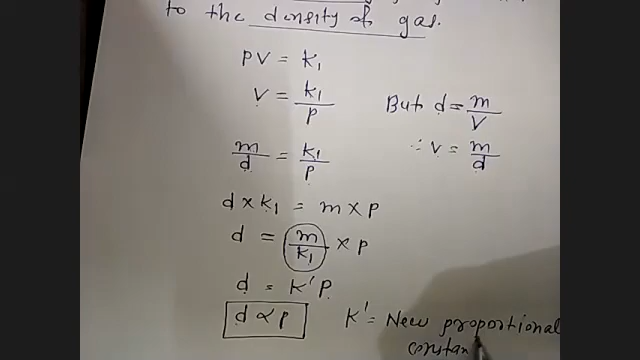 to the density of gas.
PV = K₁
V = K₁/P
But d = m/V
∴ V = m/d
m/d = K₁/P
d × K₁ = m × P
d = m/K₁ × P
d = K'P
d ∝ P
K' = New proportional
constan